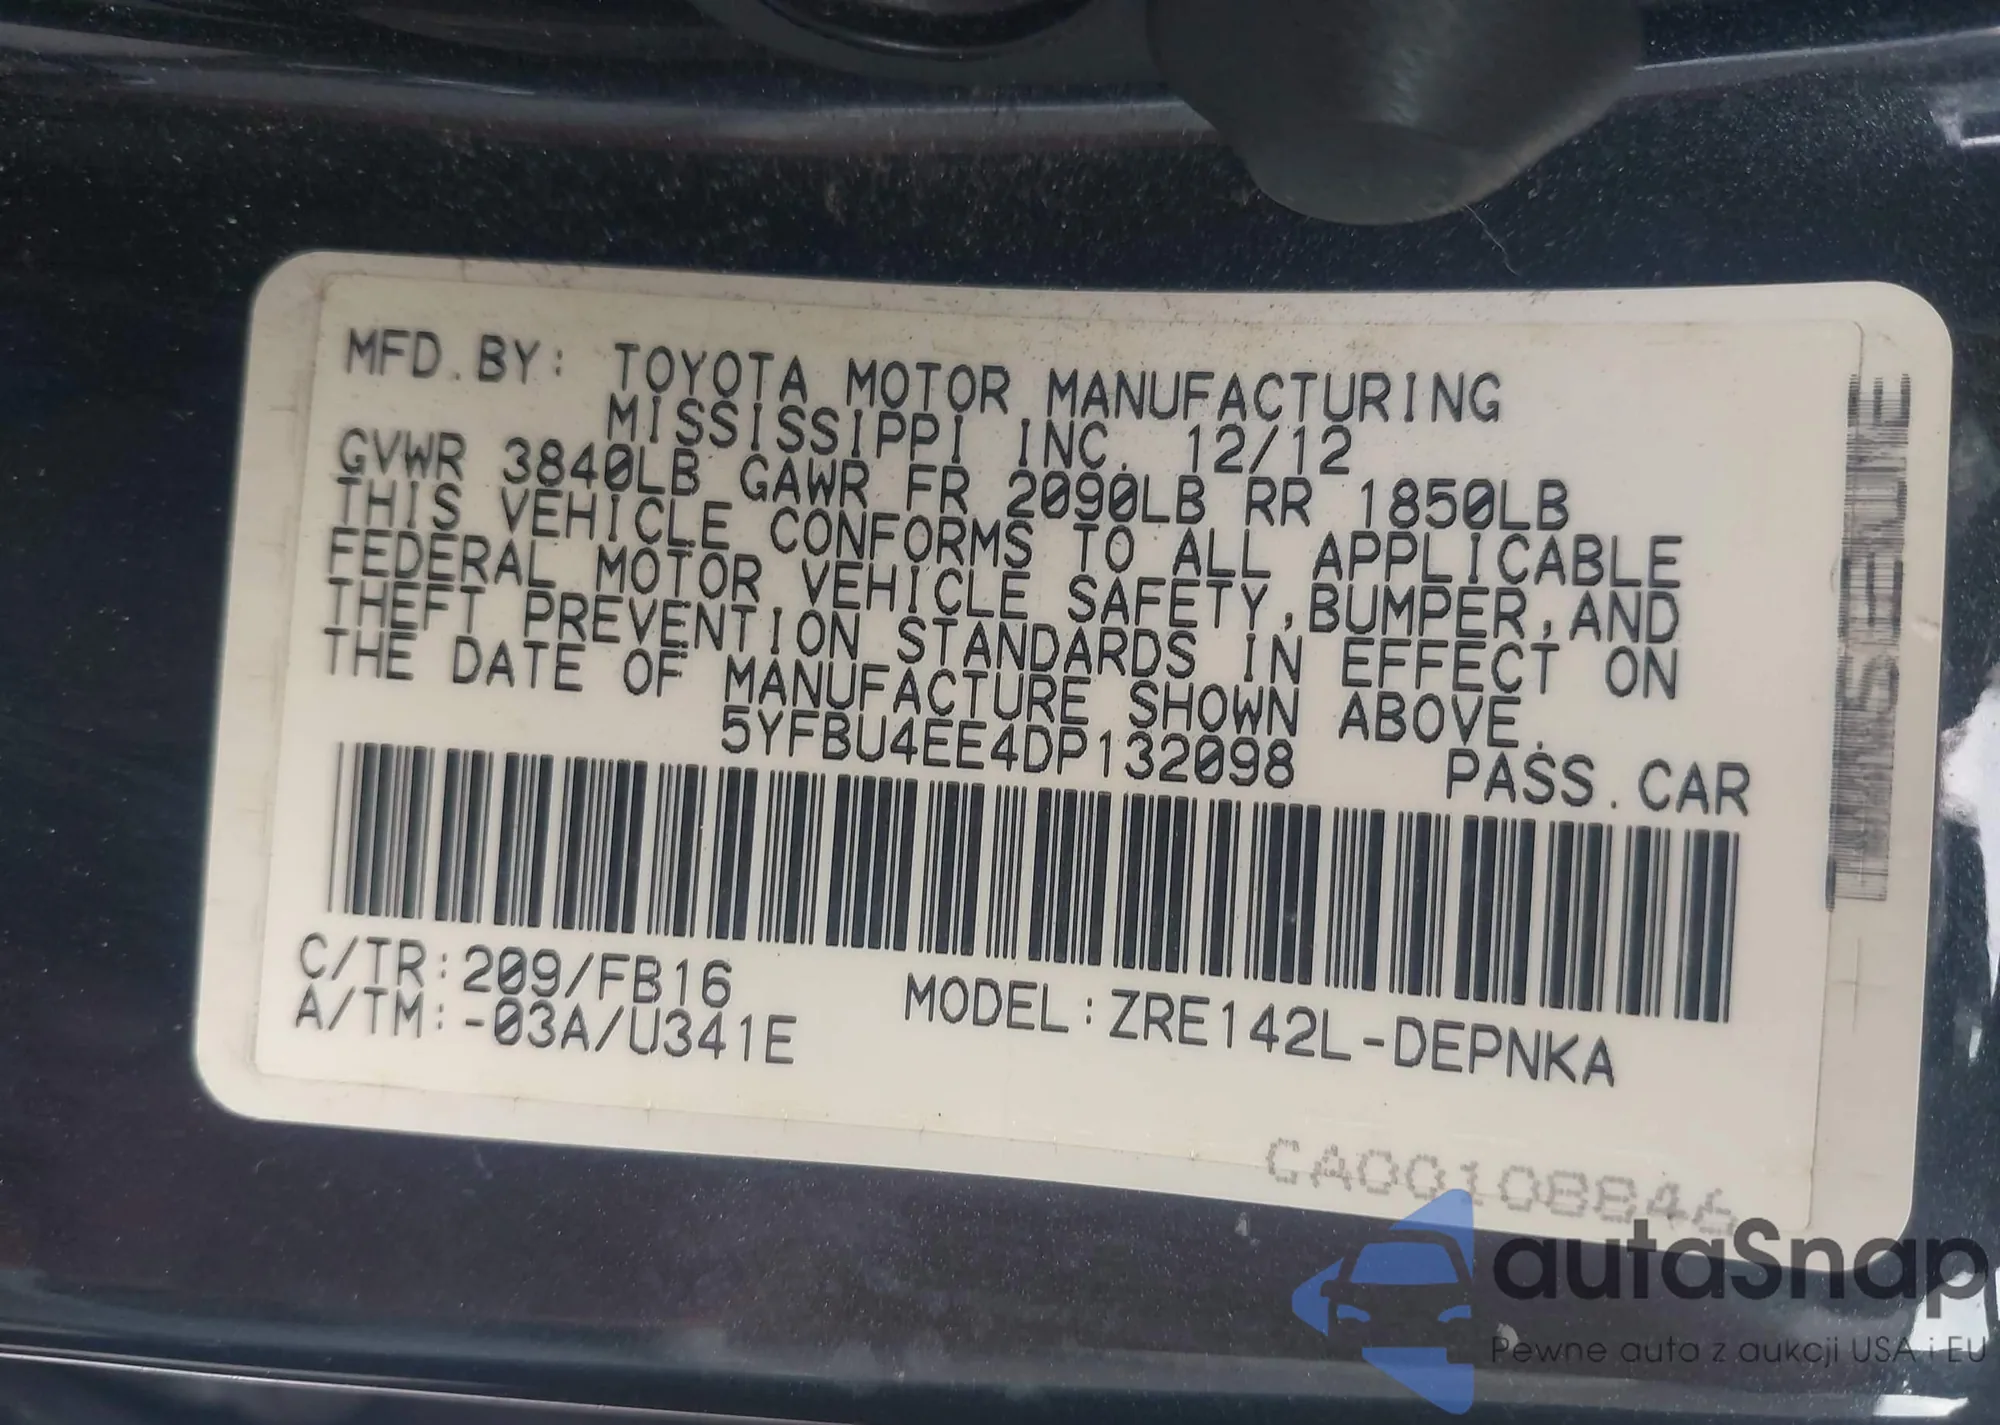 MFD.BY: TOYOTA MOTOR MANUFACTURING
MISSISSIPPI INC. 12/12
GVWR 3840LB GAWR FR 2090LB RR 1850LB
THIS VEHICLE CONFORMS TO ALL APPLICABLE
FEDERAL MOTOR VEHICLE SAFETY,BUMPER,AND
THEFT PREVENTION STANDARDS IN EFFECT ON
THE DATE OF MANUFACTURE SHOWN ABOVE.
5YFBU4EE4DP132098 PASS.CAR
C/TR:209/FB16
A/TM:-03A/U341E
MODEL:ZRE142L-DEPNKA
CA00108846
autaSnap
Pewne auto z aukcji USA i EU